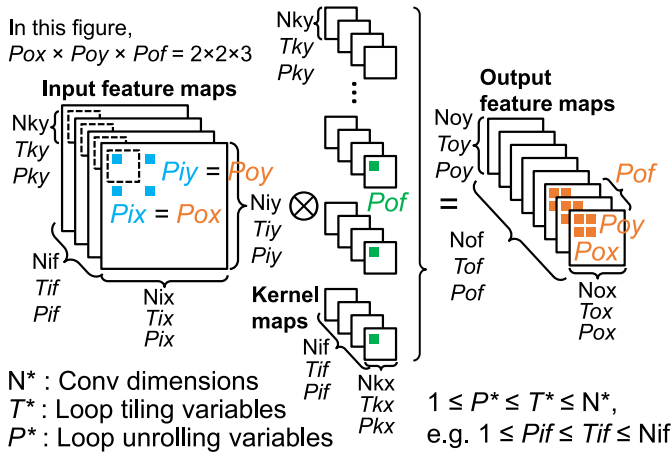 In this figure,
Pox × Poy × Pof = 2×2×3
Input feature maps
Nky
Tky
Pky
Piy = Poy
Pix = Pox
Niy
Tiy
Piy
Nif
Tif
Pif
Nix
Tix
Pix
Nky
Tky
Pky
⋮
Pof
Kernel
maps
Nif
Tif
Pif
Nkx
Tkx
Pkx
⊗
=
Output
feature maps
Noy
Toy
Poy
Pof
Poy
Pox
Nof
Tof
Pof
Nox
Tox
Pox
N* : Conv dimensions
T* : Loop tiling variables
P* : Loop unrolling variables
1 ≤ P* ≤ T* ≤ N*,
e.g. 1 ≤ Pif ≤ Tif ≤ Nif